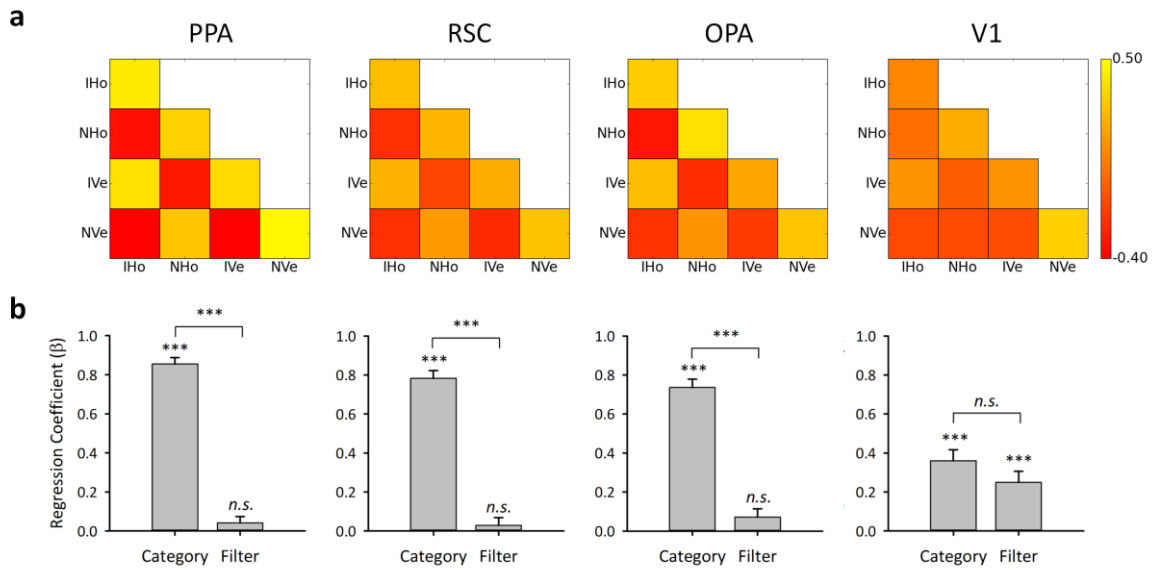 a
PPA RSC OPA V1
IHo
NHo
IVe
NVe
IHo NHo IVe NVe
IHo
NHo
IVe
NVe
IHo NHo IVe NVe
IHo
NHo
IVe
NVe
IHo NHo IVe NVe
IHo
NHo
IVe
NVe
IHo NHo IVe NVe
0.50
-0.40
b
Regression Coefficient (β)
1.0
0.8
0.6
0.4
0.2
0.0
***
***
n.s.
Category Filter
1.0
0.8
0.6
0.4
0.2
0.0
***
***
n.s.
Category Filter
1.0
0.8
0.6
0.4
0.2
0.0
***
***
n.s.
Category Filter
1.0
0.8
0.6
0.4
0.2
0.0
n.s.
***
***
Category Filter